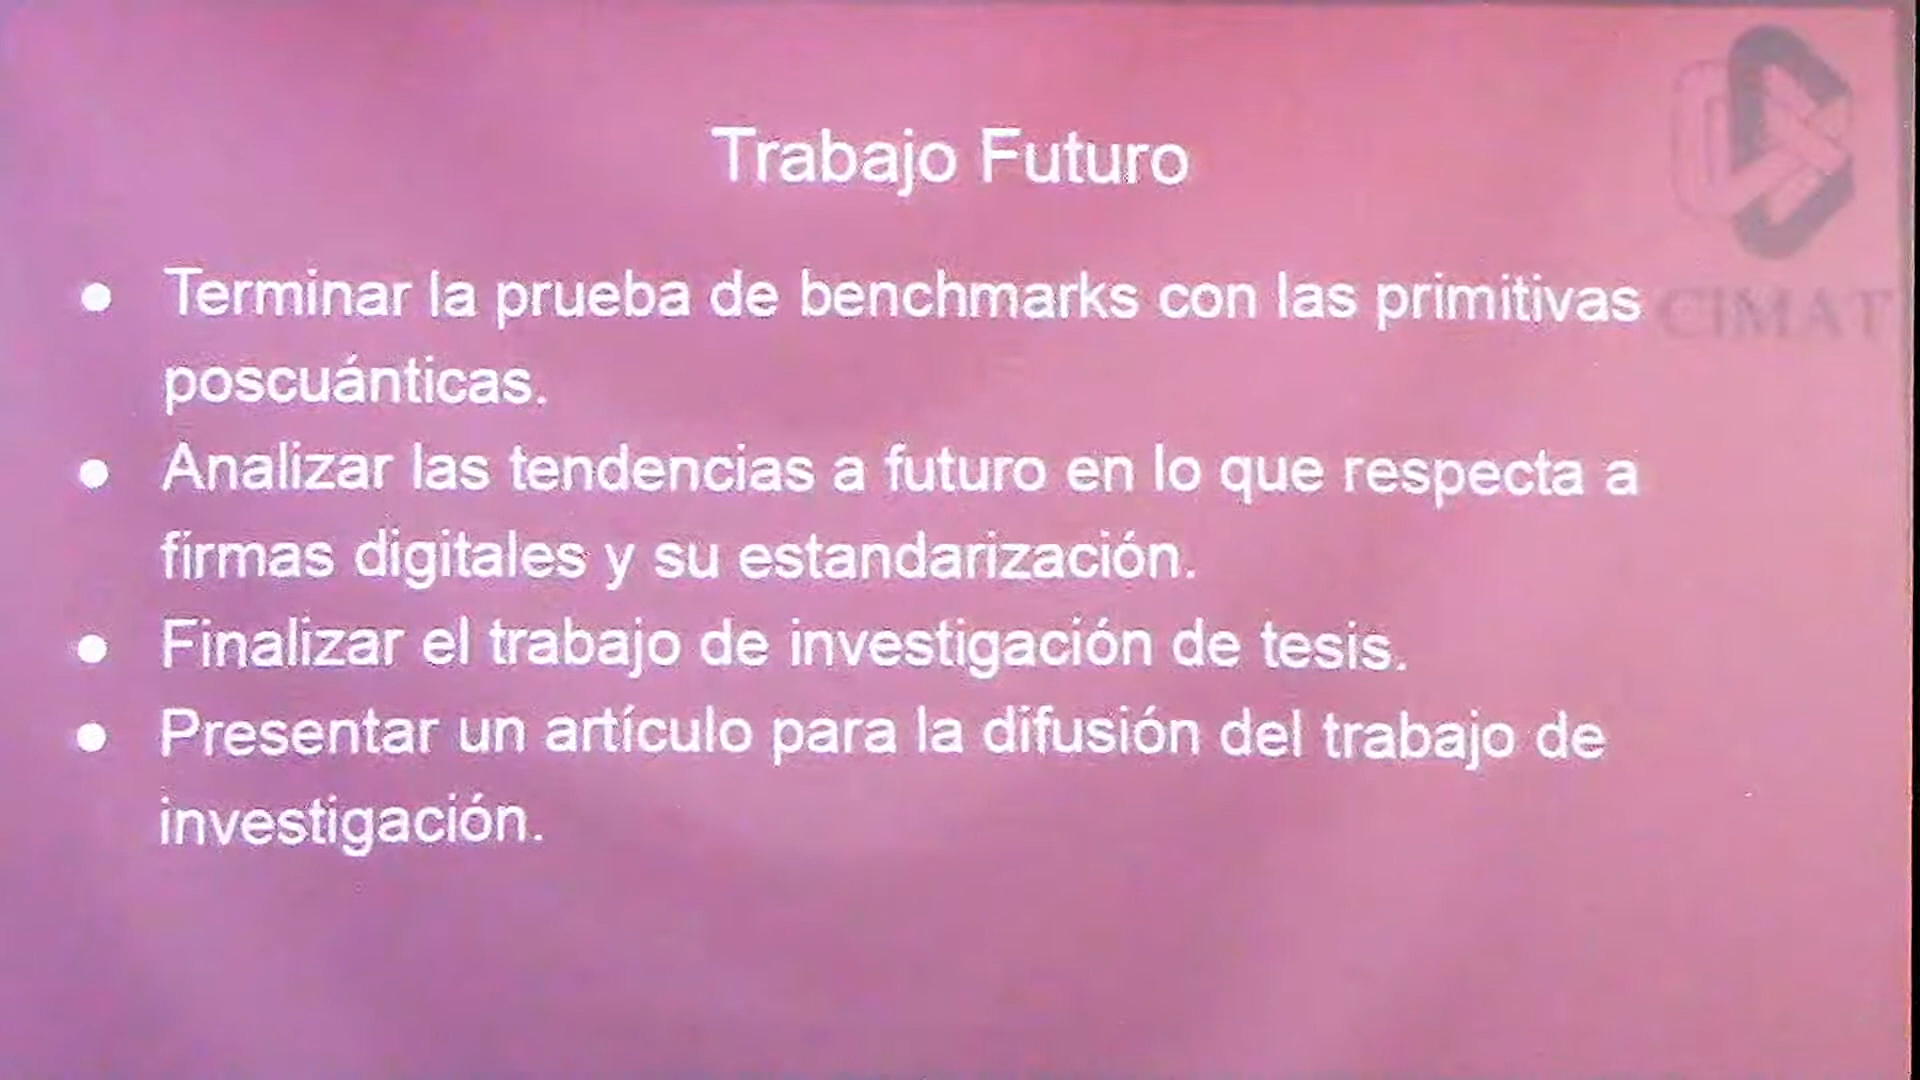 Trabajo Futuro
● Terminar la prueba de benchmarks con las primitivas
poscuánticas.
● Analizar las tendencias a futuro en lo que respecta a
firmas digitales y su estandarización.
● Finalizar el trabajo de investigación de tesis.
● Presentar un artículo para la difusión del trabajo de
investigación.
CIMAT